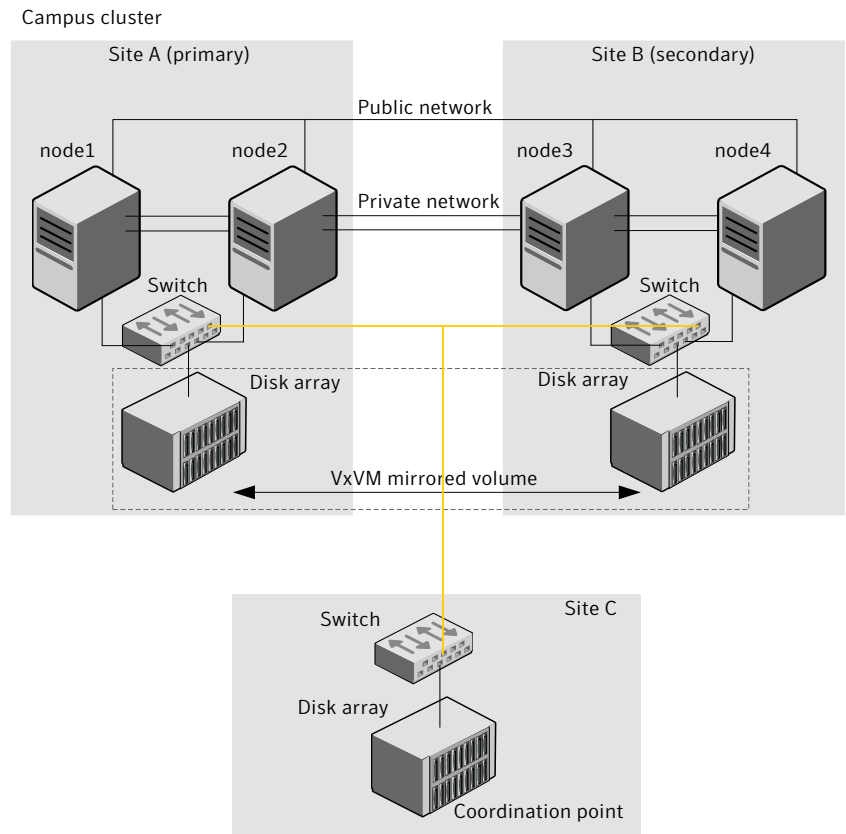 Campus cluster
Site A (primary)
Site B (secondary)
Public network
node1
node2
node3
node4
Private network
Switch
Switch
Disk array
Disk array
VxVM mirrored volume
Site C
Switch
Disk array
Coordination point